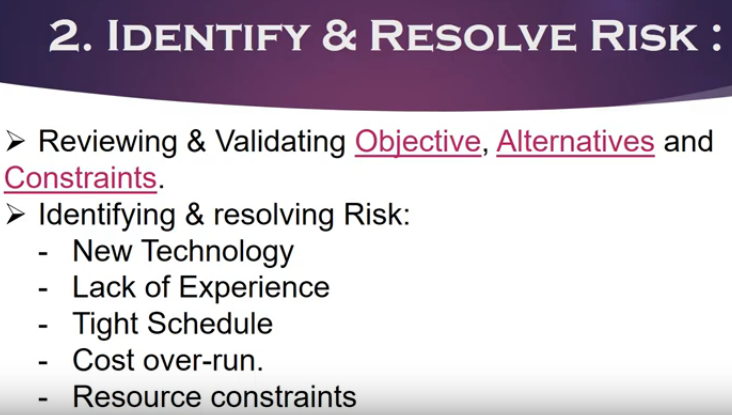 2. IDENTIFY & RESOLVE RISK :
➢ Reviewing & Validating Objective, Alternatives and
Constraints.
➢ Identifying & resolving Risk:
- New Technology
- Lack of Experience
- Tight Schedule
- Cost over-run.
- Resource constraints